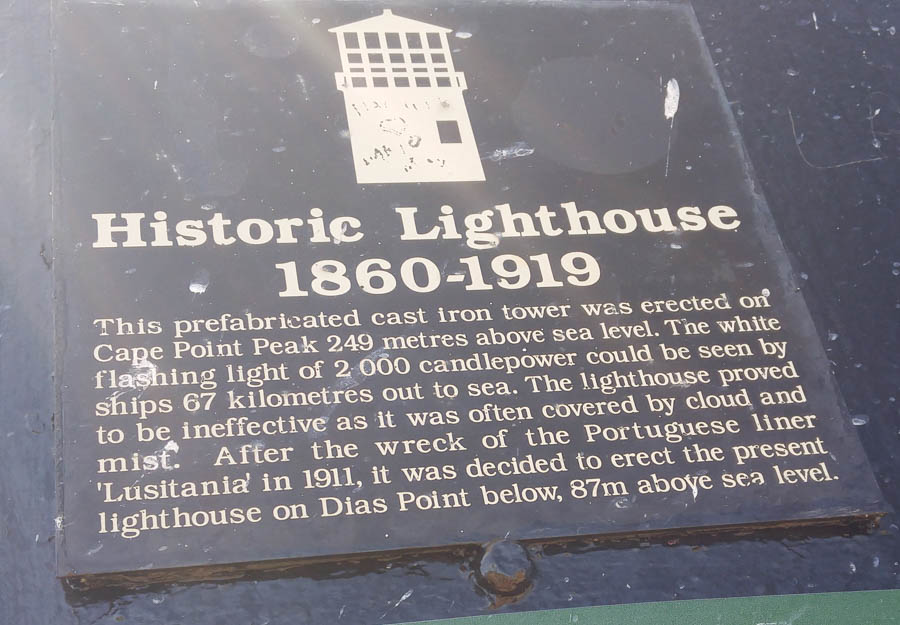 Historic Lighthouse
1860-1919
This prefabricated cast iron tower was erected on
Cape Point Peak 249 metres above sea level. The white
flashing light of 2 000 candlepower could be seen by
ships 67 kilometres out to sea. The lighthouse proved
to be ineffective as it was often covered by cloud and
mist. After the wreck of the Portuguese liner
'Lusitania' in 1911, it was decided to erect the present
lighthouse on Dias Point below, 87m above sea level.